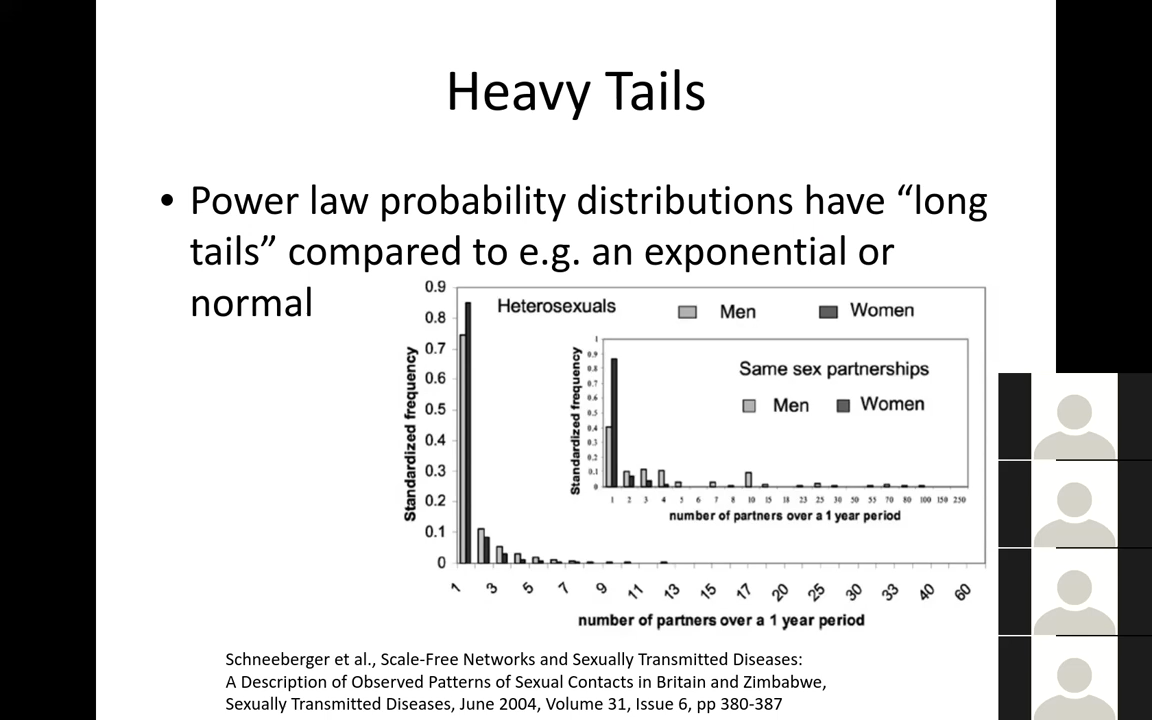 Heavy Tails
• Power law probability distributions have “long
tails” compared to e.g. an exponential or
normal
Heterosexuals
Men
Women
Standardized frequency
0.9
0.8
0.7
0.6
0.5
0.4
0.3
0.2
0.1
0
1 3 5 7 9 11 13 15 17 20 25 30 33 40 60
number of partners over a 1 year period
Same sex partnerships
Men
Women
Standardized frequency
1
0.9
0.8
0.7
0.6
0.5
0.4
0.3
0.2
0.1
0
1 2 3 4 5 6 7 8 10 15 18 23 25 30 50 55 70 80 100 150 250
number of partners over a 1 year period
Schneeberger et al., Scale-Free Networks and Sexually Transmitted Diseases:
A Description of Observed Patterns of Sexual Contacts in Britain and Zimbabwe,
Sexually Transmitted Diseases, June 2004, Volume 31, Issue 6, pp 380-387